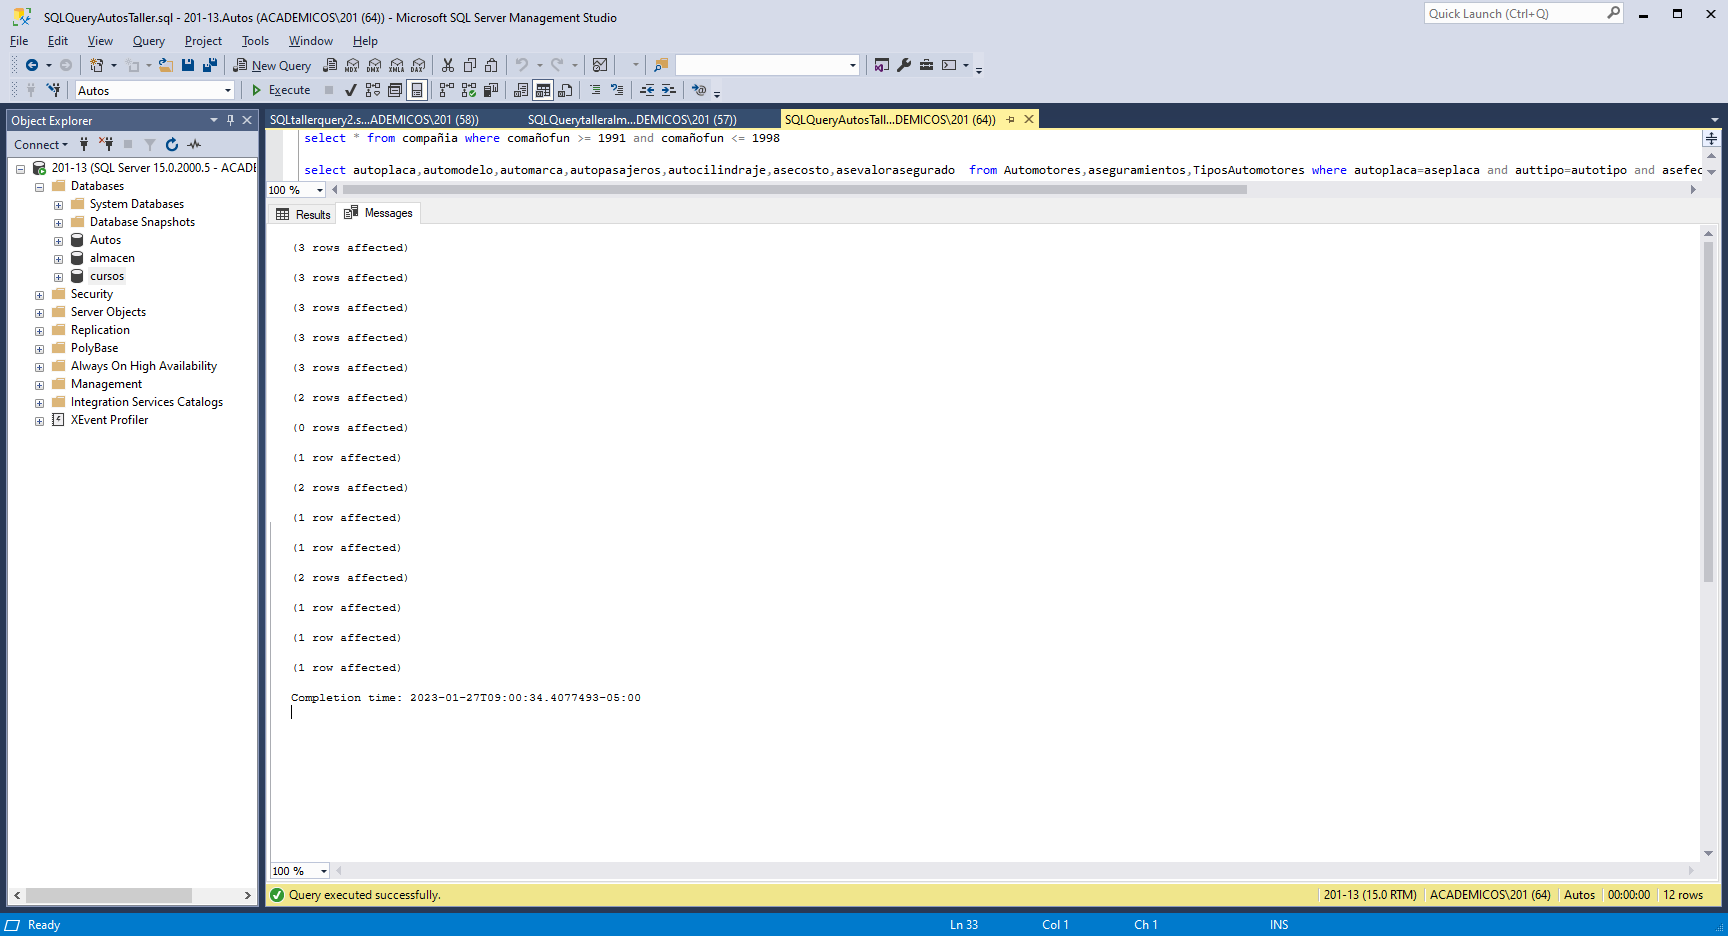 SQLQueryAutosTaller.sql - 201-13.Autos (ACADEMICOS\201 (64)) - Microsoft SQL Server Management Studio
Quick Launch (Ctrl+Q)
File Edit View Query Project Tools Window Help
New Query
MDX DMX XMLA DAX
Autos
Execute
Object Explorer
SQLtallerquery2.s...ADEMICOS\201 (58))
SQLQuerytalleralm...DEMICOS\201 (57))
SQLQueryAutosTall...DEMICOS\201 (64))
Connect
201-13 (SQL Server 15.0.2000.5 - ACADE
Databases
System Databases
Database Snapshots
Autos
almacen
cursos
Security
Server Objects
Replication
PolyBase
Always On High Availability
Management
Integration Services Catalogs
XEvent Profiler
select * from compañia where comañofun >= 1991 and comañofun <= 1998
select autoplaca,automodelo,automarca,autopasajeros,autocilindraje,asecosto,asevalorasegurado  from Automotores,aseguramientos,TiposAutomotores where autoplaca=aseplaca and auttipo=autotipo and asefec
100 %
Results
Messages
(3 rows affected)
(3 rows affected)
(3 rows affected)
(3 rows affected)
(3 rows affected)
(2 rows affected)
(0 rows affected)
(1 row affected)
(2 rows affected)
(1 row affected)
(1 row affected)
(2 rows affected)
(1 row affected)
(1 row affected)
(1 row affected)
Completion time: 2023-01-27T09:00:34.4077493-05:00
100 %
Query executed successfully.
201-13 (15.0 RTM)
ACADEMICOS\201 (64)
Autos
00:00:00
12 rows
Ready
Ln 33
Col 1
Ch 1
INS